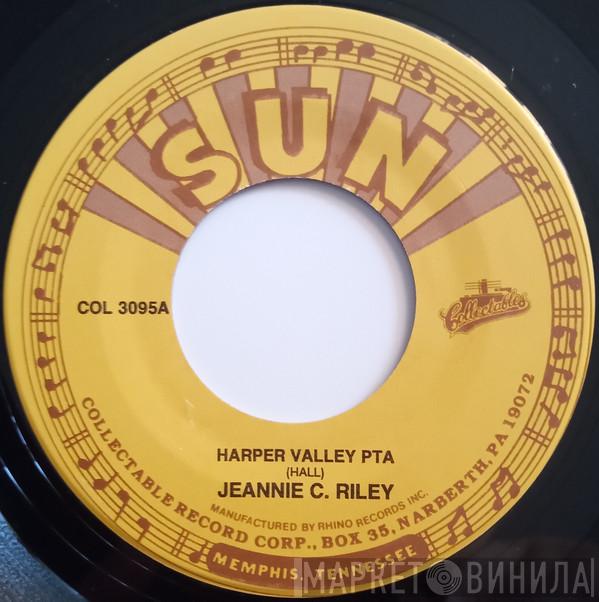 SUN
COL 3095A
Collectables
HARPER VALLEY PTA
(HALL)
JEANNIE C. RILEY
MANUFACTURED BY RHINO RECORDS INC.
COLLECTABLE RECORD CORP., BOX 35, NARBERTH, PA 19072
MEMPHIS, TENNESSEE
МАРКЕТ ВИНИЛА